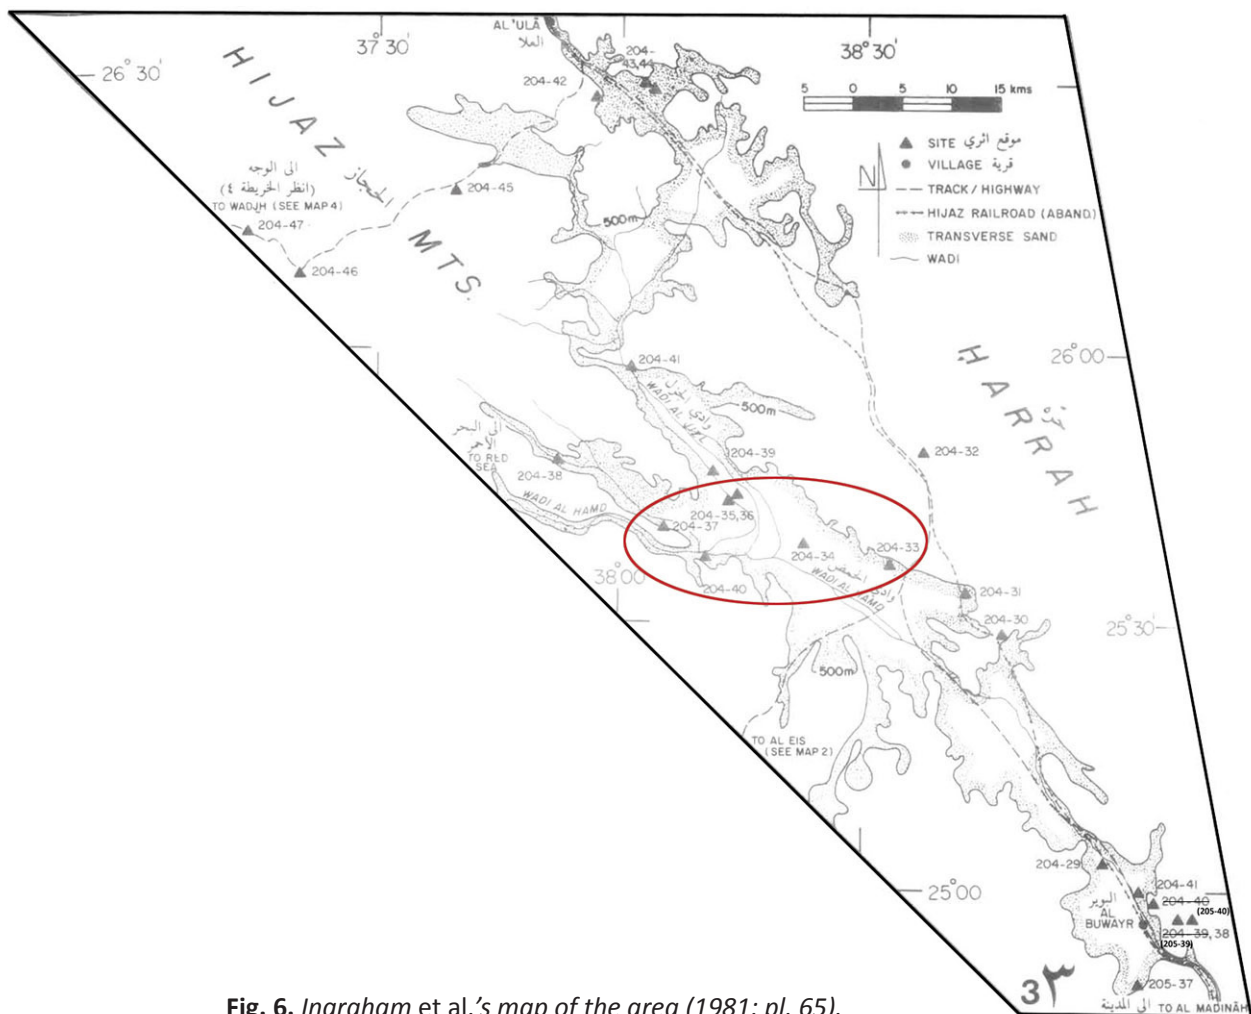 AL 'ULĀ
العلا
37°30'
38°30'
26°30'
HIJAZ
الحجاز
MTS.
204-42
204-
43,44
5 0 5 10 15 kms
SITE موقع اثري
VILLAGE قرية
TRACK / HIGHWAY
HIJAZ RAILROAD (ABAND.)
TRANSVERSE SAND
WADI
N
الى الوجه
(انظر الخريطة ٤)
TO WADJH (SEE MAP 4)
204-45
204-47
204-46
500m
26°00'
ḤARRAH
حرة
204-41
وادي الجزل
WADI AL
500m
204-32
204-39
TO RED
SEA
204-38
WADI AL HAMD
204-35,36
204-37
204-34
204-33
وادي الحمض
WADI AL HAMD
38°00'
204-40
204-31
204-30
25°30'
500m
TO AL EIS
(SEE MAP 2)
204-29
25°00'
204-41
204-40
(205-40)
البوير
AL
BUWAYR
204-39,38
(205-39)
205-37
3 ٣
الى المدينة TO AL MADINAH
Fig. 6. Ingraham et al.'s map of the area (1981: pl. 65).